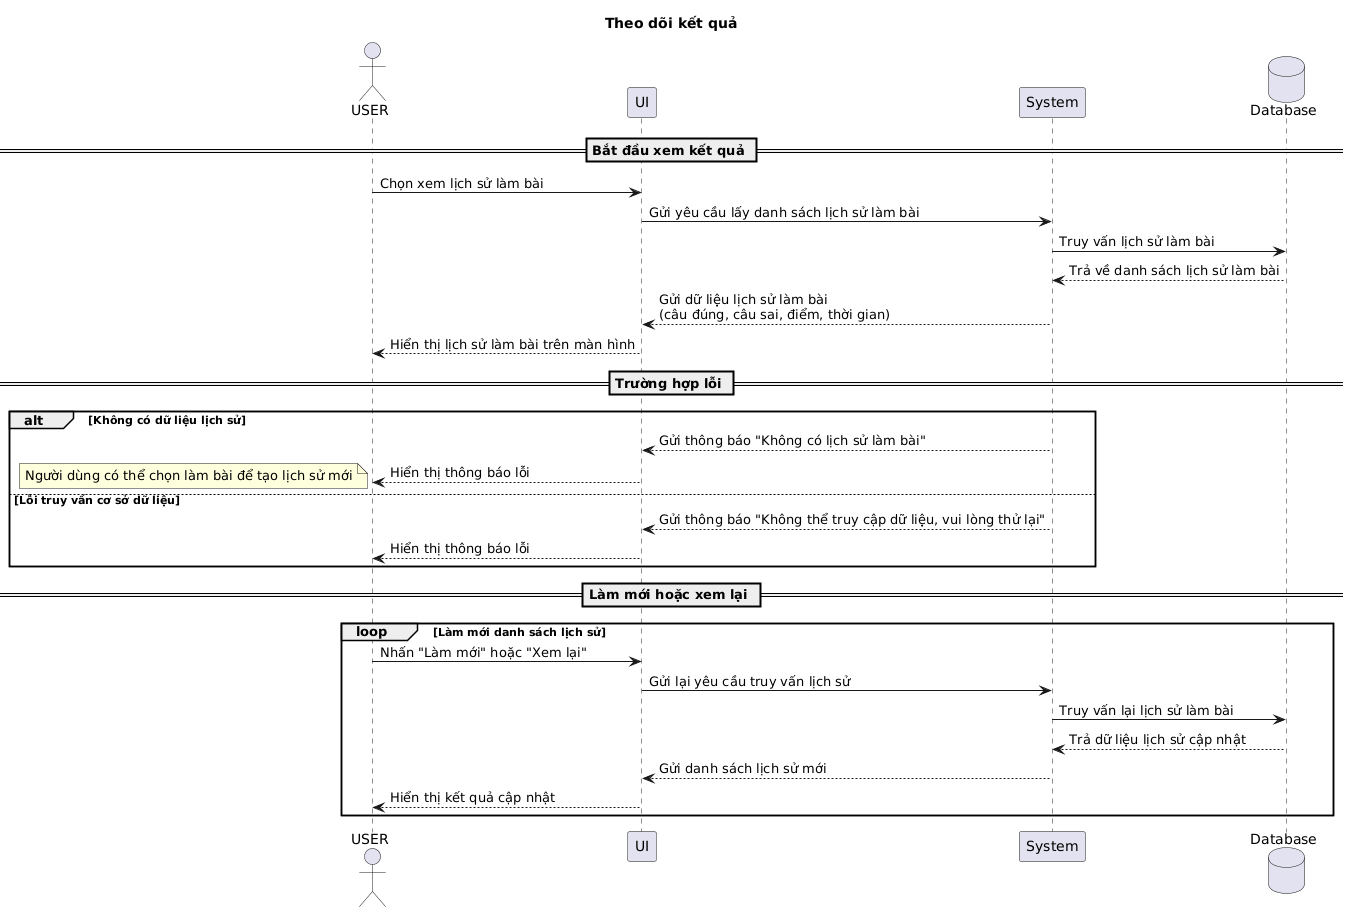 Theo dõi kết quả
USER
UI
System
Database
Bắt đầu xem kết quả
Chọn xem lịch sử làm bài
Gửi yêu cầu lấy danh sách lịch sử làm bài
Truy vấn lịch sử làm bài
Trả về danh sách lịch sử làm bài
Gửi dữ liệu lịch sử làm bài
(câu đúng, câu sai, điểm, thời gian)
Hiển thị lịch sử làm bài trên màn hình
Trường hợp lỗi
alt [Không có dữ liệu lịch sử]
Gửi thông báo "Không có lịch sử làm bài"
Hiển thị thông báo lỗi
Người dùng có thể chọn làm bài để tạo lịch sử mới
[Lỗi truy vấn cơ sở dữ liệu]
Gửi thông báo "Không thể truy cập dữ liệu, vui lòng thử lại"
Hiển thị thông báo lỗi
Làm mới hoặc xem lại
loop [Làm mới danh sách lịch sử]
Nhấn "Làm mới" hoặc "Xem lại"
Gửi lại yêu cầu truy vấn lịch sử
Truy vấn lại lịch sử làm bài
Trả dữ liệu lịch sử cập nhật
Gửi danh sách lịch sử mới
Hiển thị kết quả cập nhật
USER
UI
System
Database